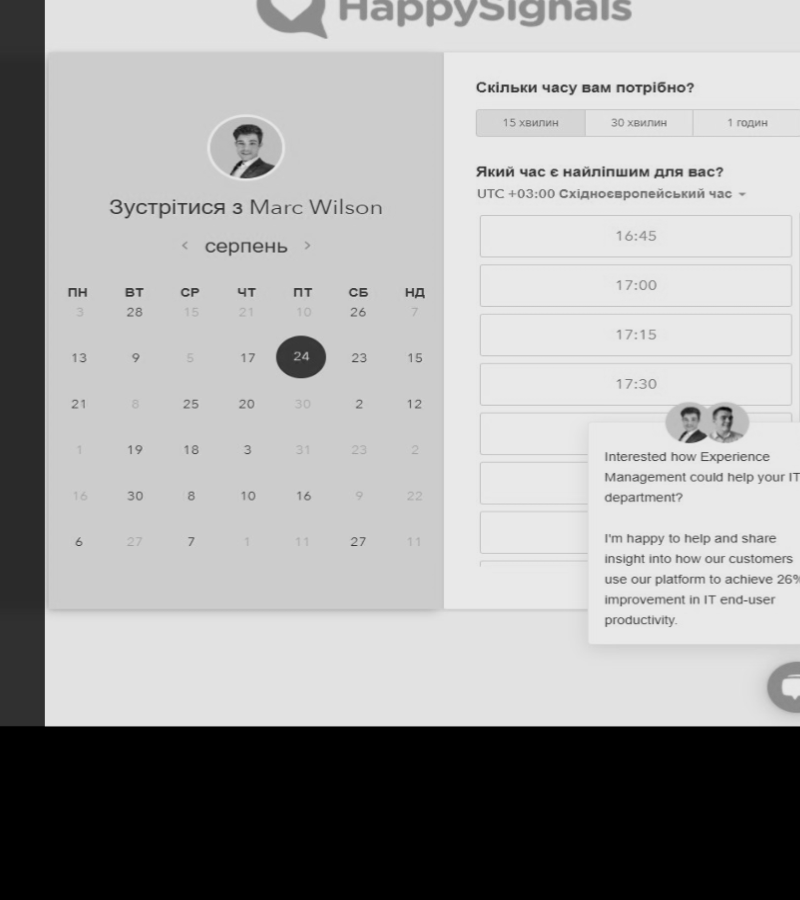 HappySignals
Зустрітися з Marc Wilson
‹ серпень ›
ПН ВТ СР ЧТ ПТ СБ НД
3 28 15 21 10 26 7
13 9 5 17 24 23 15
21 8 25 20 30 2 12
1 19 18 3 31 23 2
16 30 8 10 16 9 22
6 27 7 1 11 27 11
Скільки часу вам потрібно?
15 хвилин 30 хвилин 1 годин
Який час є найліпшим для вас?
UTC +03:00 Східноєвропейський час
16:45
17:00
17:15
17:30
Interested how Experience
Management could help your IT
department?
I'm happy to help and share
insight into how our customers
use our platform to achieve 26%
improvement in IT end-user
productivity.